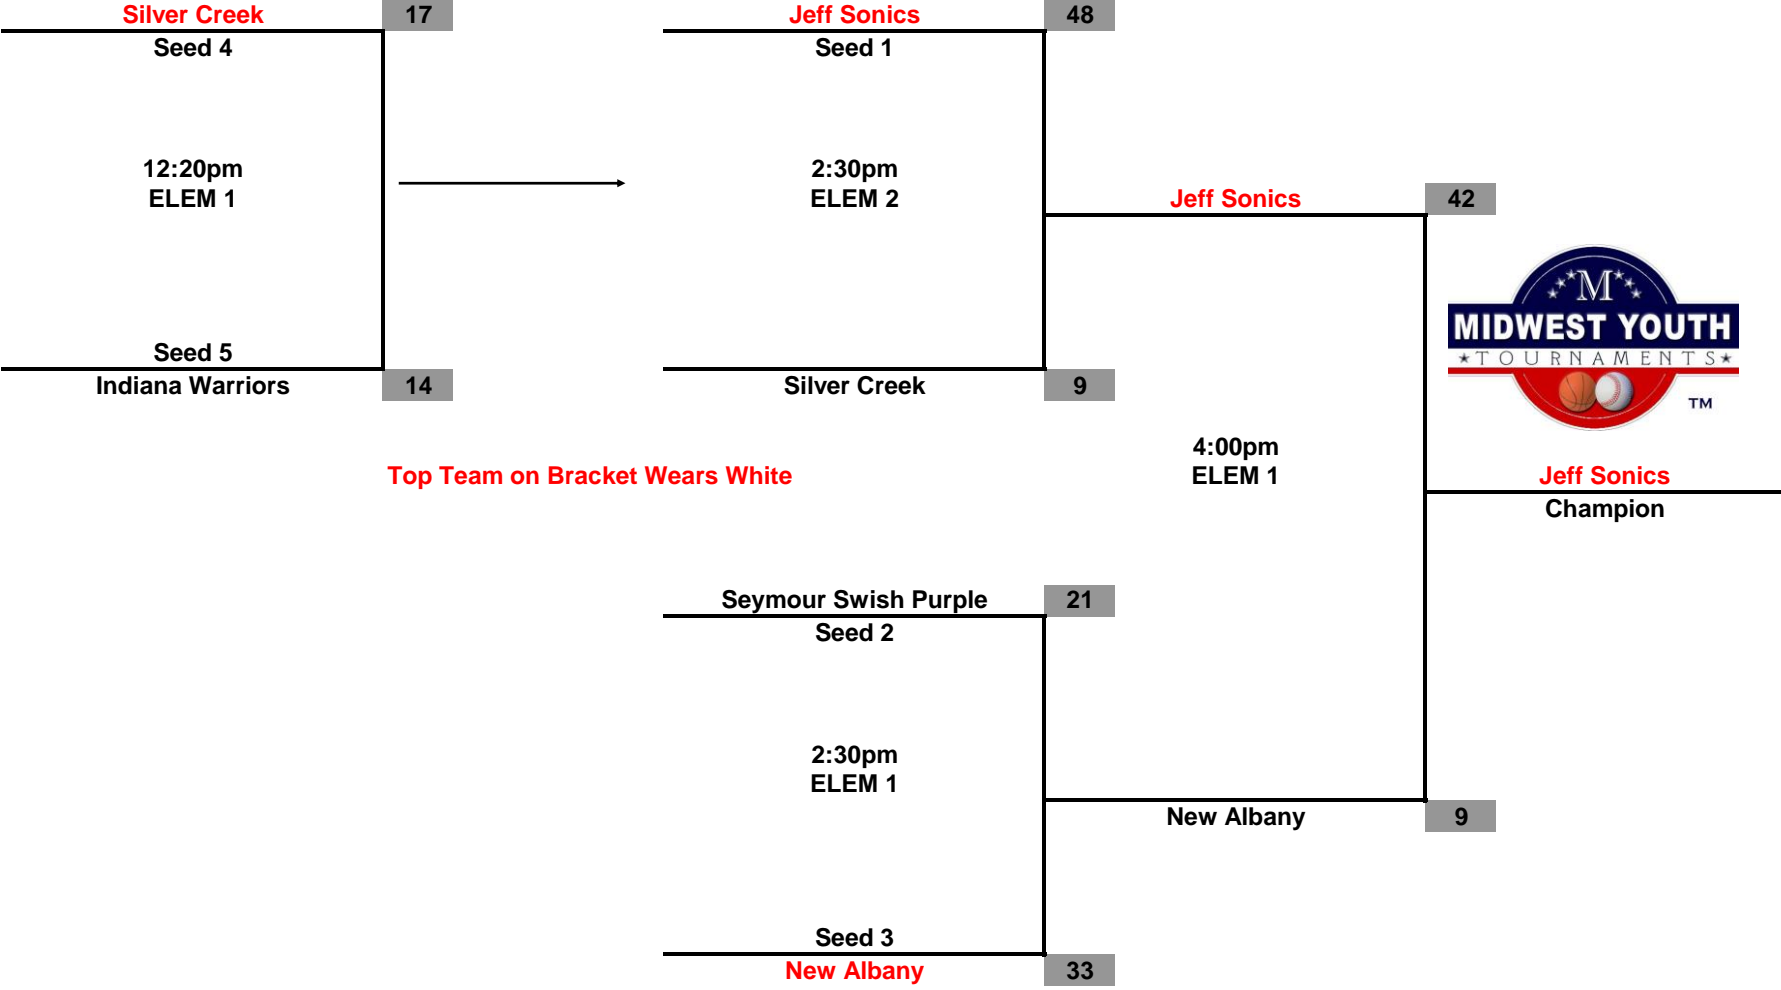 Silver Creek 17
Seed 4
12:20pm
ELEM 1
Seed 5
Indiana Warriors 14
Jeff Sonics 48
Seed 1
2:30pm
ELEM 2
Silver Creek 9
Jeff Sonics 42
M
MIDWEST YOUTH
TOURNAMENTS
TM
4:00pm
ELEM 1
Top Team on Bracket Wears White
Jeff Sonics
Champion
Seymour Swish Purple 21
Seed 2
2:30pm
ELEM 1
New Albany 9
Seed 3
New Albany 33